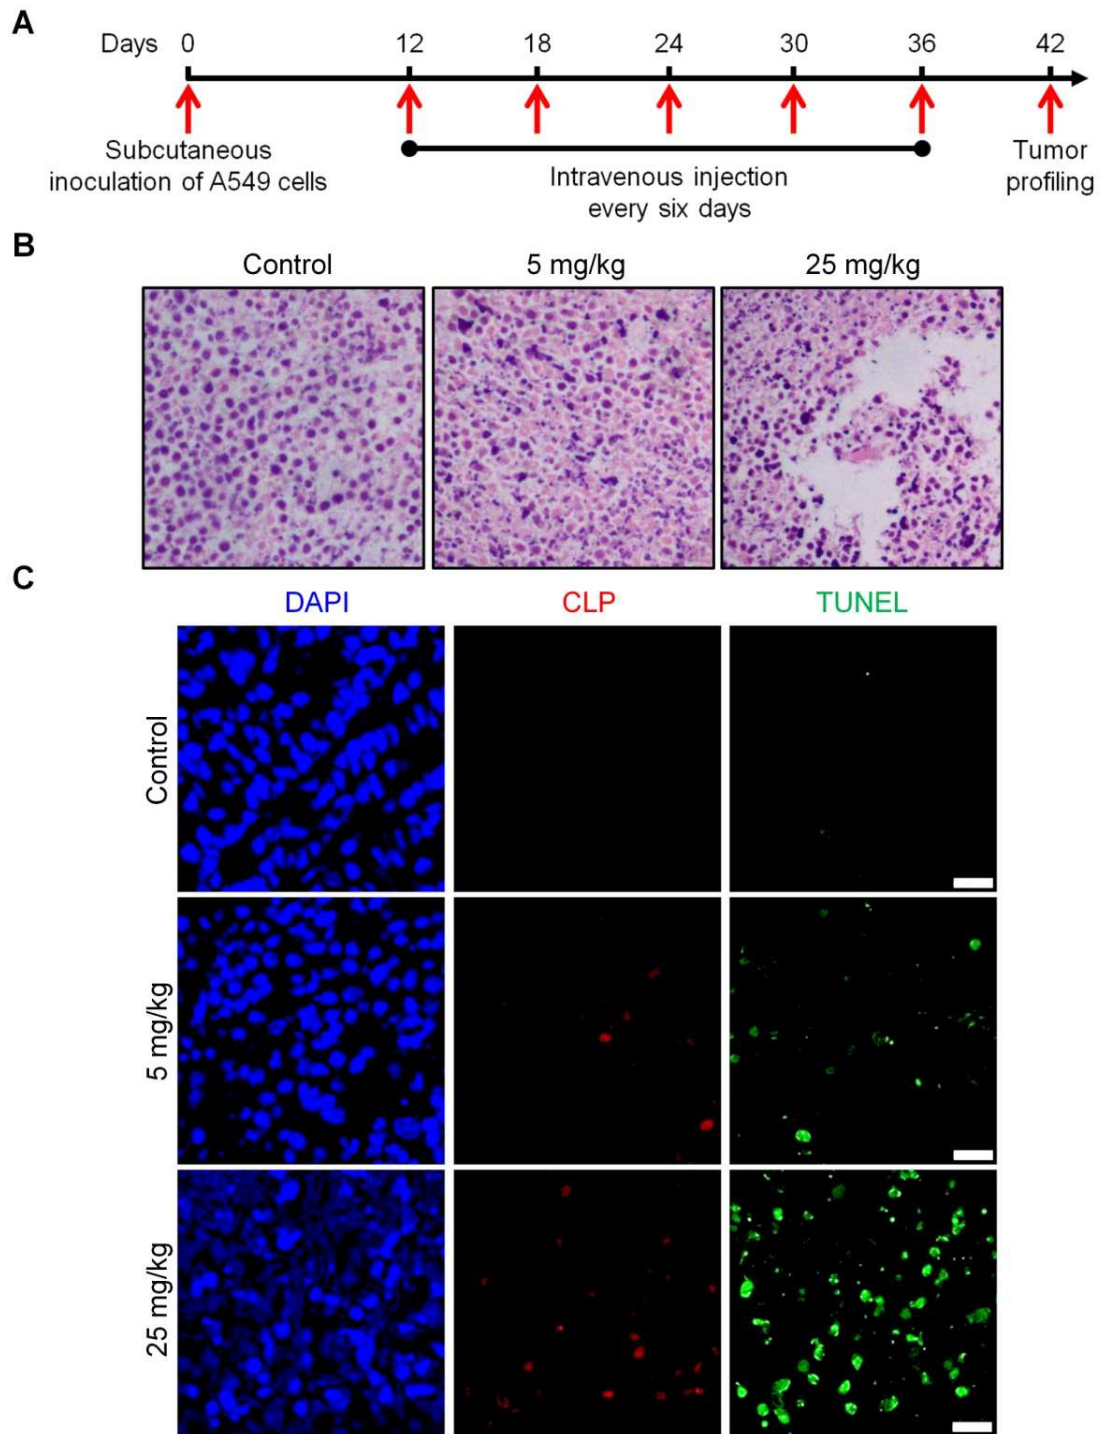 A
Days 0 12 18 24 30 36 42
Subcutaneous
inoculation of A549 cells
Intravenous injection
every six days
Tumor
profiling
B
Control 5 mg/kg 25 mg/kg
C
DAPI CLP TUNEL
Control
5 mg/kg
25 mg/kg